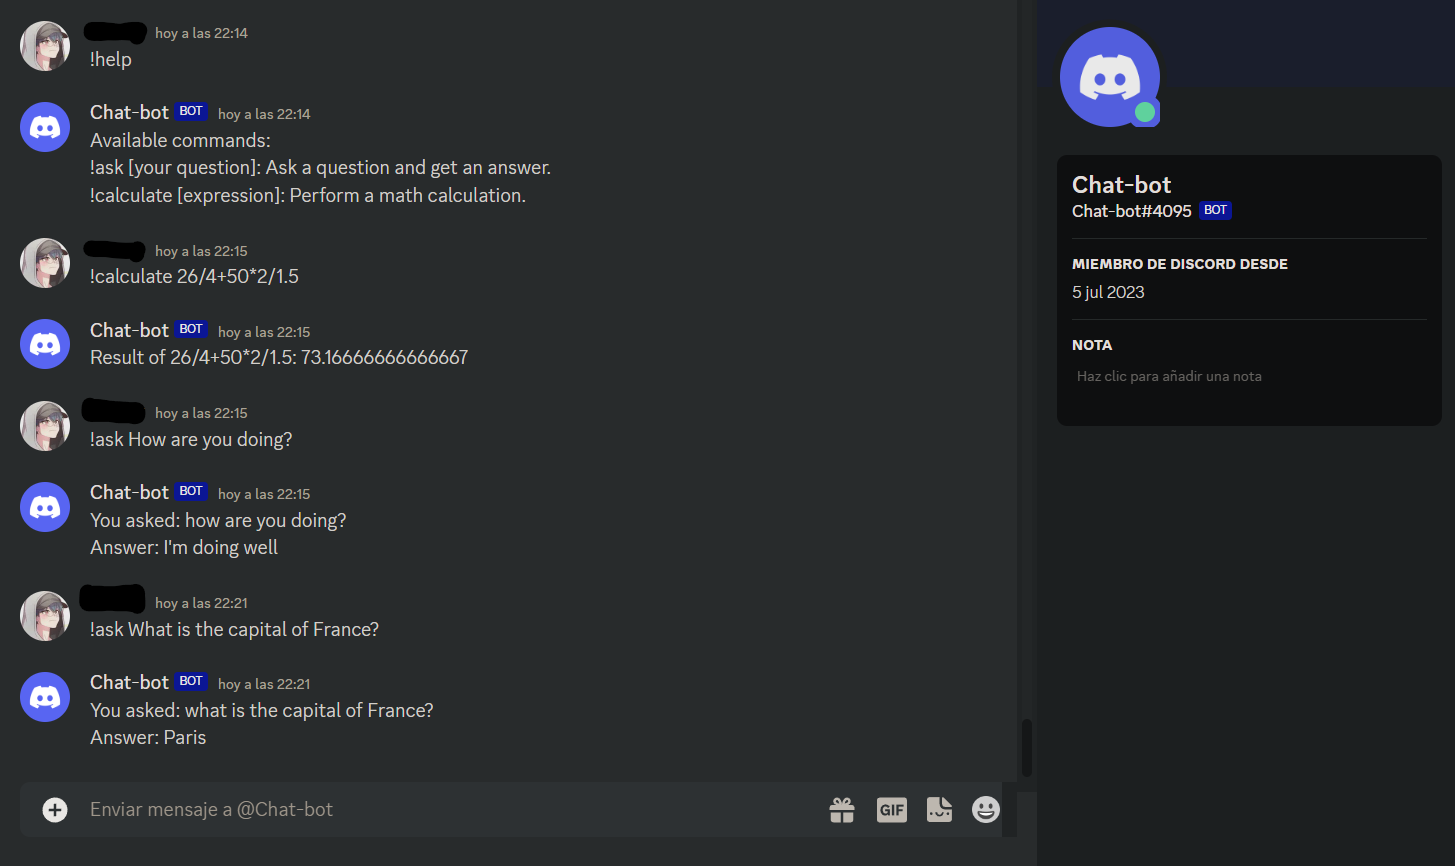 hoy a las 22:14
!help
Chat-bot BOT hoy a las 22:14
Available commands:
!ask [your question]: Ask a question and get an answer.
!calculate [expression]: Perform a math calculation.
hoy a las 22:15
!calculate 26/4+50*2/1.5
Chat-bot BOT hoy a las 22:15
Result of 26/4+50*2/1.5: 73.16666666666667
hoy a las 22:15
!ask How are you doing?
Chat-bot BOT hoy a las 22:15
You asked: how are you doing?
Answer: I'm doing well
hoy a las 22:21
!ask What is the capital of France?
Chat-bot BOT hoy a las 22:21
You asked: what is the capital of France?
Answer: Paris
Enviar mensaje a @Chat-bot
GIF
Chat-bot
Chat-bot#4095 BOT
MIEMBRO DE DISCORD DESDE
5 jul 2023
NOTA
Haz clic para añadir una nota